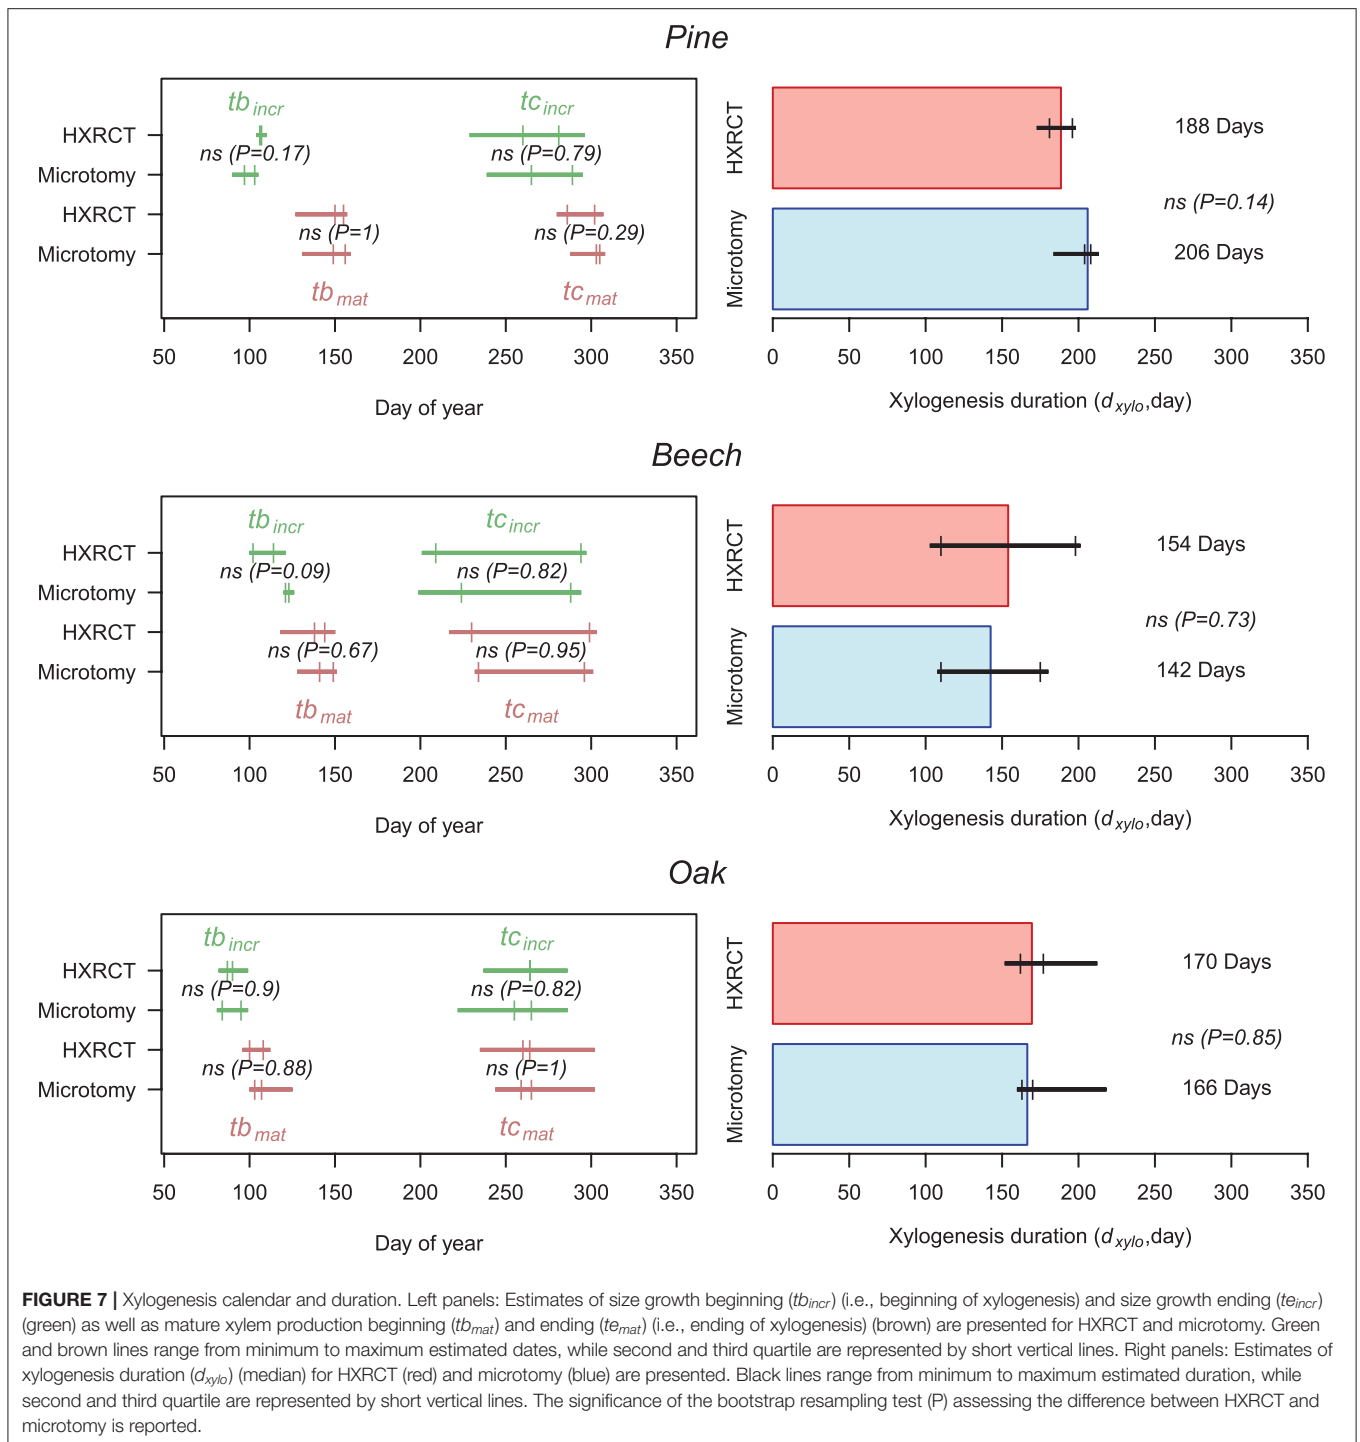 Pine
tb incr
tc incr
HXRCT
ns (P=0.17)
ns (P=0.79)
Microtomy
HXRCT
ns (P=1)
ns (P=0.29)
Microtomy
tb mat
tc mat
50 100 150 200 250 300 350
Day of year
HXRCT
188 Days
ns (P=0.14)
Microtomy
206 Days
0 50 100 150 200 250 300 350
Xylogenesis duration (d xylo,day)
Beech
tb incr
tc incr
HXRCT
ns (P=0.09)
ns (P=0.82)
Microtomy
HXRCT
ns (P=0.67)
ns (P=0.95)
Microtomy
tb mat
tc mat
50 100 150 200 250 300 350
Day of year
HXRCT
154 Days
ns (P=0.73)
Microtomy
142 Days
0 50 100 150 200 250 300 350
Xylogenesis duration (d xylo,day)
Oak
tb incr
tc incr
HXRCT
ns (P=0.9)
ns (P=0.82)
Microtomy
HXRCT
ns (P=0.88)
ns (P=1)
Microtomy
tb mat
tc mat
50 100 150 200 250 300 350
Day of year
HXRCT
170 Days
ns (P=0.85)
Microtomy
166 Days
0 50 100 150 200 250 300 350
Xylogenesis duration (d xylo,day)
FIGURE 7 | Xylogenesis calendar and duration. Left panels: Estimates of size growth beginning (tbincr) (i.e., beginning of xylogenesis) and size growth ending (teincr)
(green) as well as mature xylem production beginning (tbmat) and ending (temat) (i.e., ending of xylogenesis) (brown) are presented for HXRCT and microtomy. Green
and brown lines range from minimum to maximum estimated dates, while second and third quartile are represented by short vertical lines. Right panels: Estimates of
xylogenesis duration (dxylo) (median) for HXRCT (red) and microtomy (blue) are presented. Black lines range from minimum to maximum estimated duration, while
second and third quartile are represented by short vertical lines. The significance of the bootstrap resampling test (P) assessing the difference between HXRCT and
microtomy is reported.